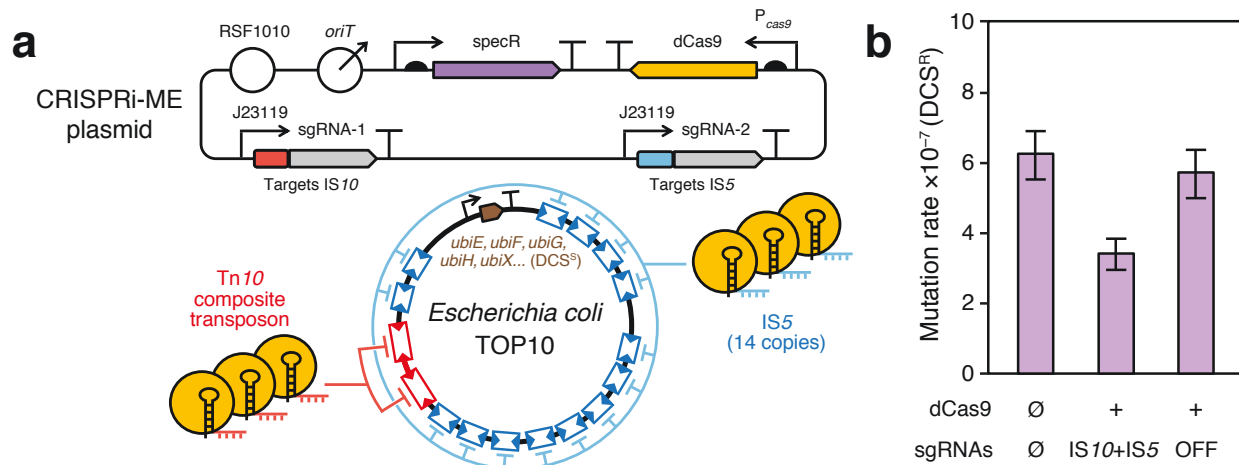 a
CRISPRi-ME
plasmid
RSF1010
oriT
specR
dCas9
Pcas9
J23119
sgRNA-1
Targets IS10
J23119
sgRNA-2
Targets IS5
ubiE, ubiF, ubiG,
ubiH, ubiX... (DCSˢ)
Escherichia coli
TOP10
Tn10
composite
transposon
IS5
(14 copies)
b
Mutation rate ×10⁻⁷ (DCSᴿ)
10
8
6
4
2
0
dCas9 Ø + +
sgRNAs Ø IS10+IS5 OFF